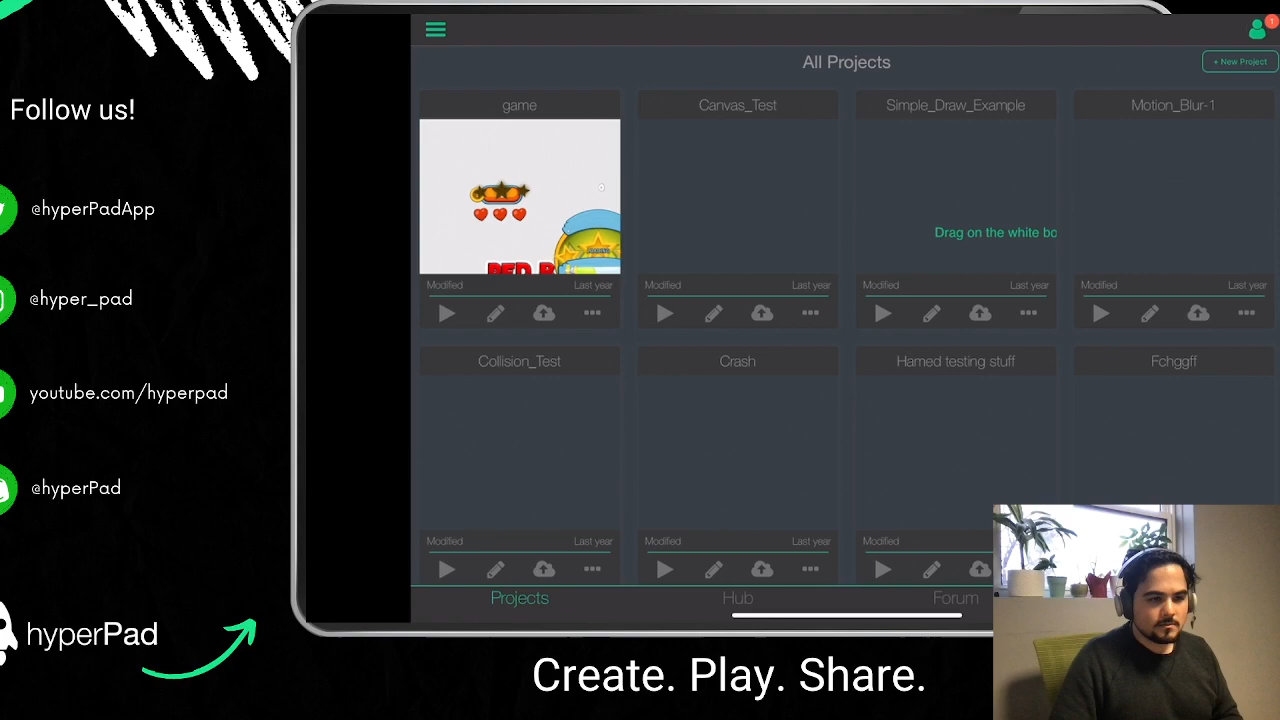 Follow us!
@hyperPadApp
@hyper_pad
youtube.com/hyperpad
@hyperPad
hyperPad
All Projects
+ New Project
1
game
Canvas_Test
Simple_Draw_Example
Motion_Blur-1
RED B
Drag on the white bo
Modified Last year
Modified Last year
Modified Last year
Modified Last year
Collision_Test
Crash
Hamed testing stuff
Fchggff
Modified Last year
Modified Last year
Modified
Projects
Hub
Forum
Create. Play. Share.